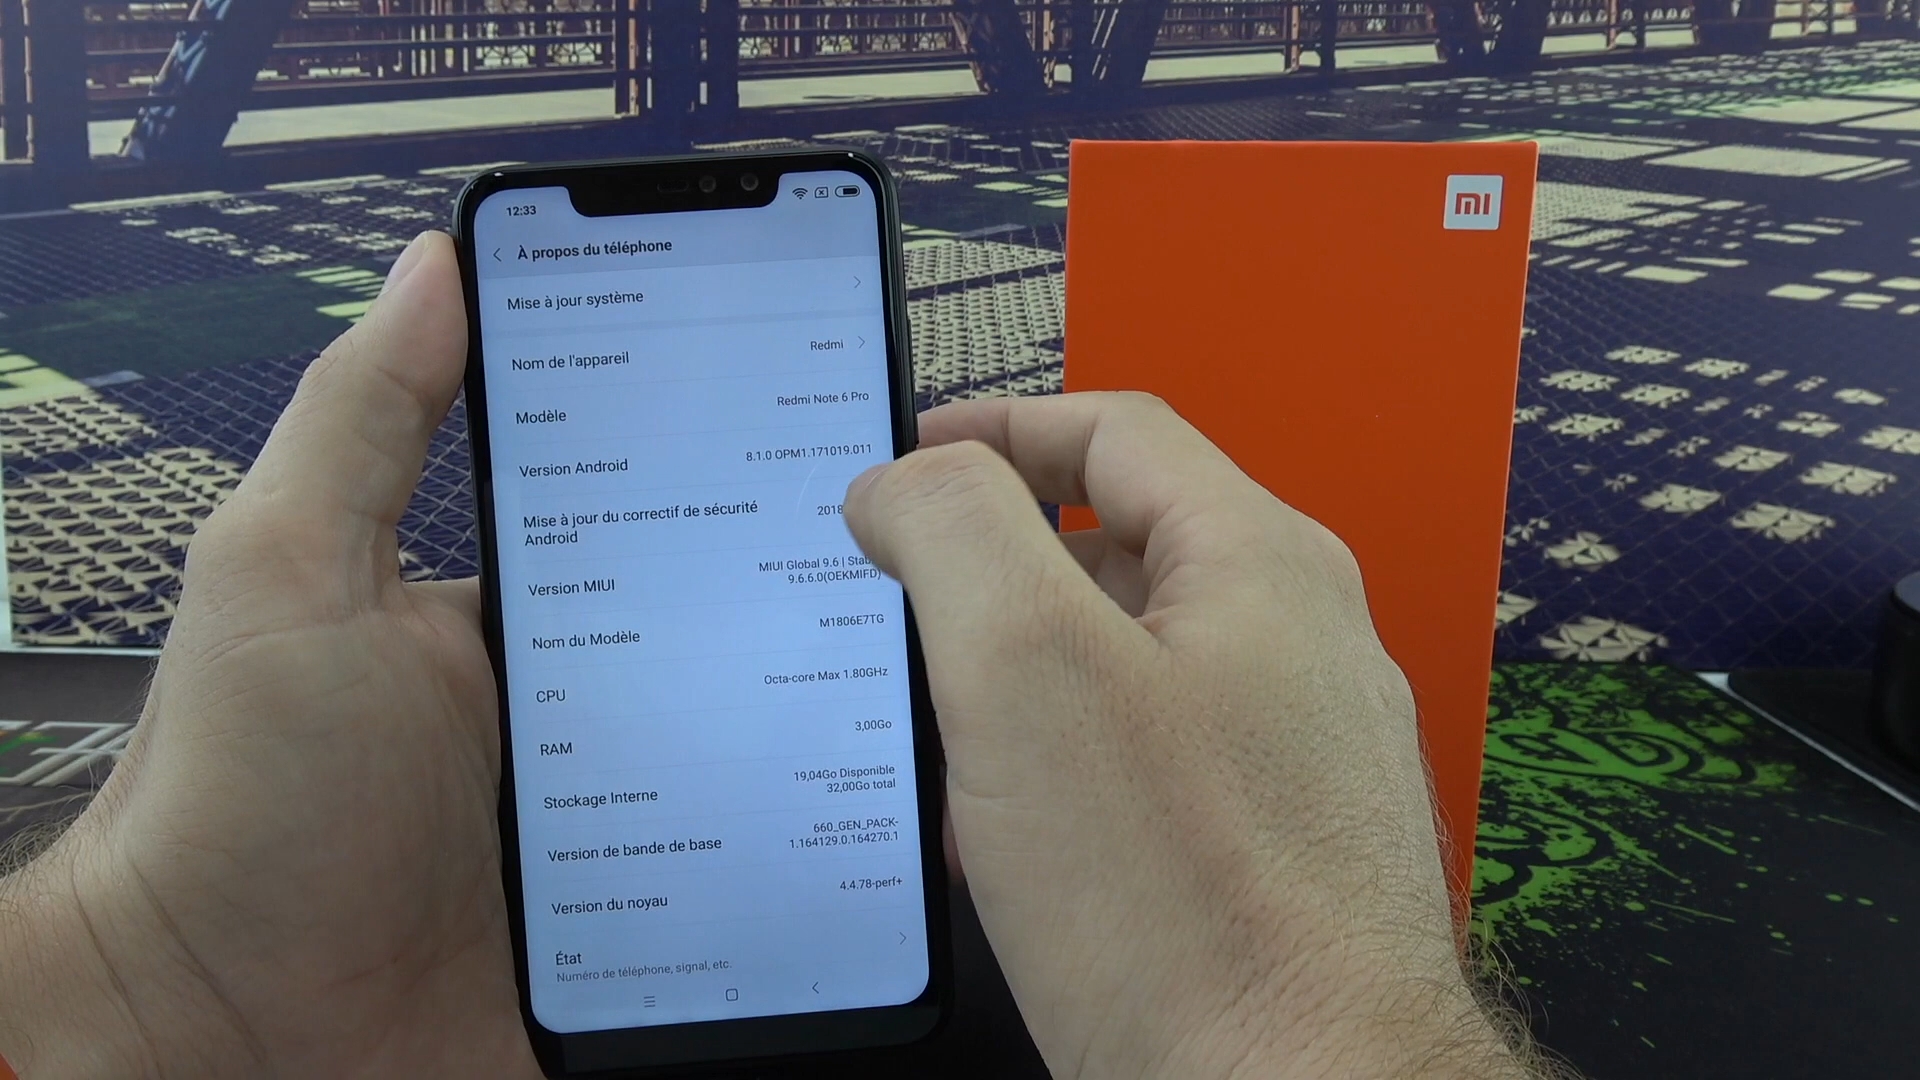 12:33
À propos du téléphone
Mise à jour système
Nom de l'appareil Redmi
Modèle Redmi Note 6 Pro
Version Android 8.1.0 OPM1.171019.011
Mise à jour du correctif de sécurité
Android
2018
Version MIUI
MIUI Global 9.6 |
9.6.6.0(OEKMIFD)
Nom du Modèle M1806E7TG
CPU Octa-core Max 1.80GHz
RAM 3,00Go
Stockage Interne
19,04Go Disponible
32,00Go total
Version de bande de base
660_GEN_PACK-
1.164129.0.164270.1
Version du noyau 4.4.78-perf+
État
Numéro de téléphone, signal, etc.
mi